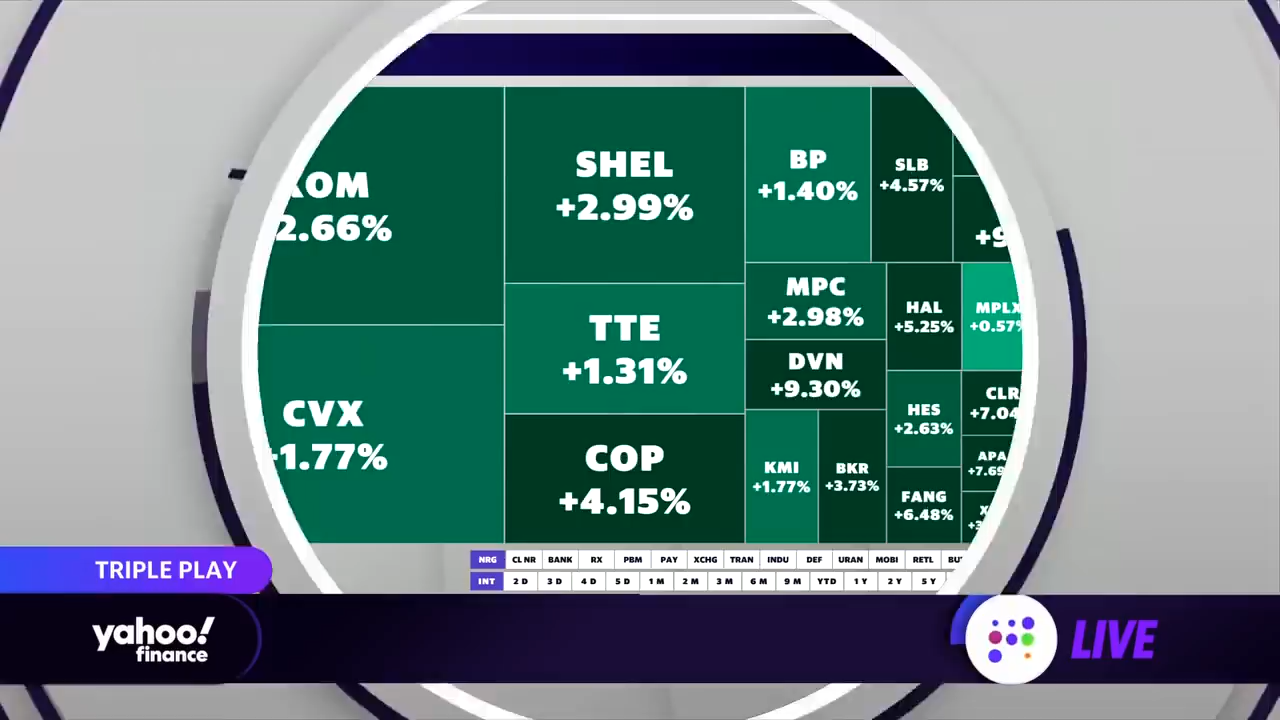 XOM
2.66%
CVX
+1.77%
SHEL
+2.99%
TTE
+1.31%
COP
+4.15%
BP
+1.40%
SLB
+4.57%
+9
MPC
+2.98%
DVN
+9.30%
KMI
+1.77%
BKR
+3.73%
HAL
+5.25%
MPLX
+0.57%
HES
+2.63%
FANG
+6.48%
CLR
+7.04
APA
+7.69
NRG CLNR BANK RX PBM PAY XCHG TRAN INDU DEF URAN MOBI RETL
INT 2 D 3 D 4 D 5 D 1 M 2 M 3 M 6 M 9 M YTD 1 Y 2 Y 5 Y
TRIPLE PLAY
yahoo!
finance
LIVE